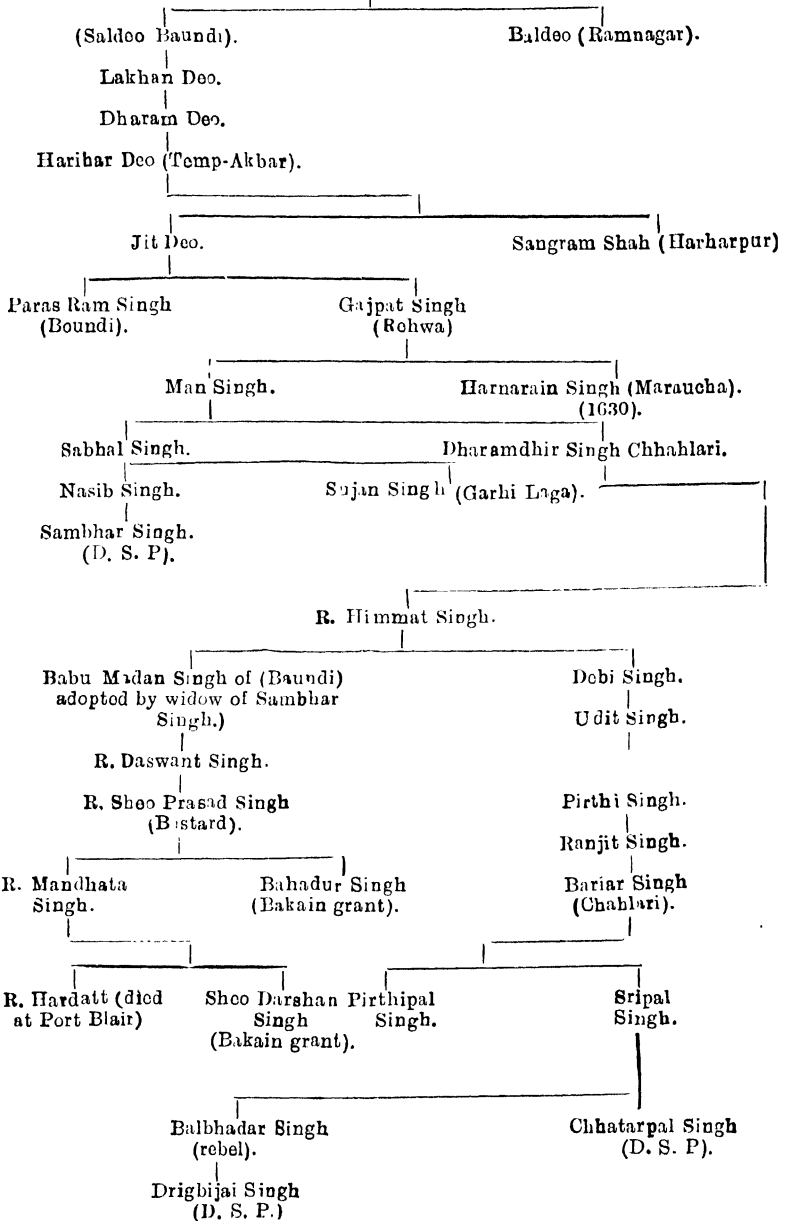 (Saldeo Baundi). Baldeo (Ramnagar).
Lakhan Deo.
Dharam Deo.
Harihar Deo (Temp-Akbar).
Jit Deo. Sangram Shah (Harharpur)
Paras Ram Singh Gajpat Singh
(Boundi). (Rehwa)
Man Singh. Harnarain Singh (Maraucha).
(1630).
Sabhal Singh. Dharamdhir Singh Chhahlari.
Nasib Singh. Sujan Singh (Garhi Laga).
Sambhar Singh.
(D. S. P).
R. Himmat Singh.
Babu Madan Singh of (Baundi) Debi Singh.
adopted by widow of Sambhar
Singh.) Udit Singh.
R. Daswant Singh.
R. Sheo Prasad Singh Pirthi Singh.
(Bastard).
Ranjit Singh.
R. Mandhata Bahadur Singh Bariar Singh
Singh. (Bakain grant). (Chahlari).
R. Hardatt (died Sheo Darshan Pirthipal Sripal
at Port Blair) Singh Singh. Singh.
(Bakain grant).
Balbhadar Singh Chhatarpal Singh
(rebel). (D. S. P).
Drigbijai Singh
(D. S. P.)